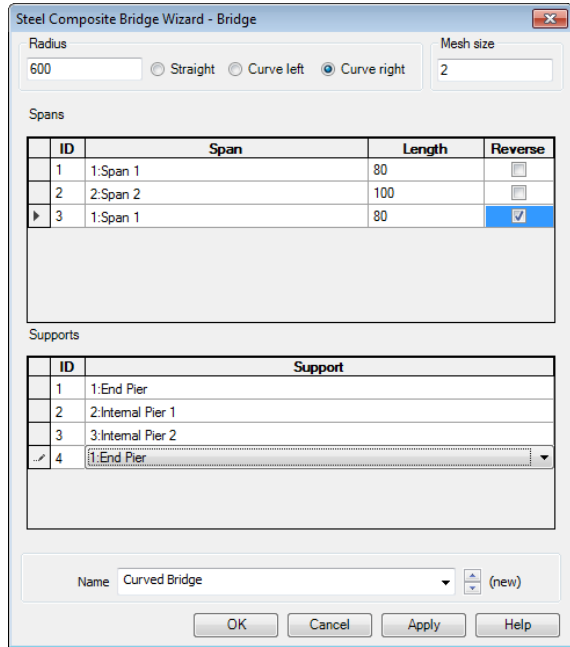 Steel Composite Bridge Wizard - Bridge
Radius
600 Straight Curve left Curve right
Mesh size
2
Spans
ID Span Length Reverse
1 1:Span 1 80
2 2:Span 2 100
3 1:Span 1 80
Supports
ID Support
1 1:End Pier
2 2:Internal Pier 1
3 3:Internal Pier 2
4 1:End Pier
Name Curved Bridge (new)
OK Cancel Apply Help